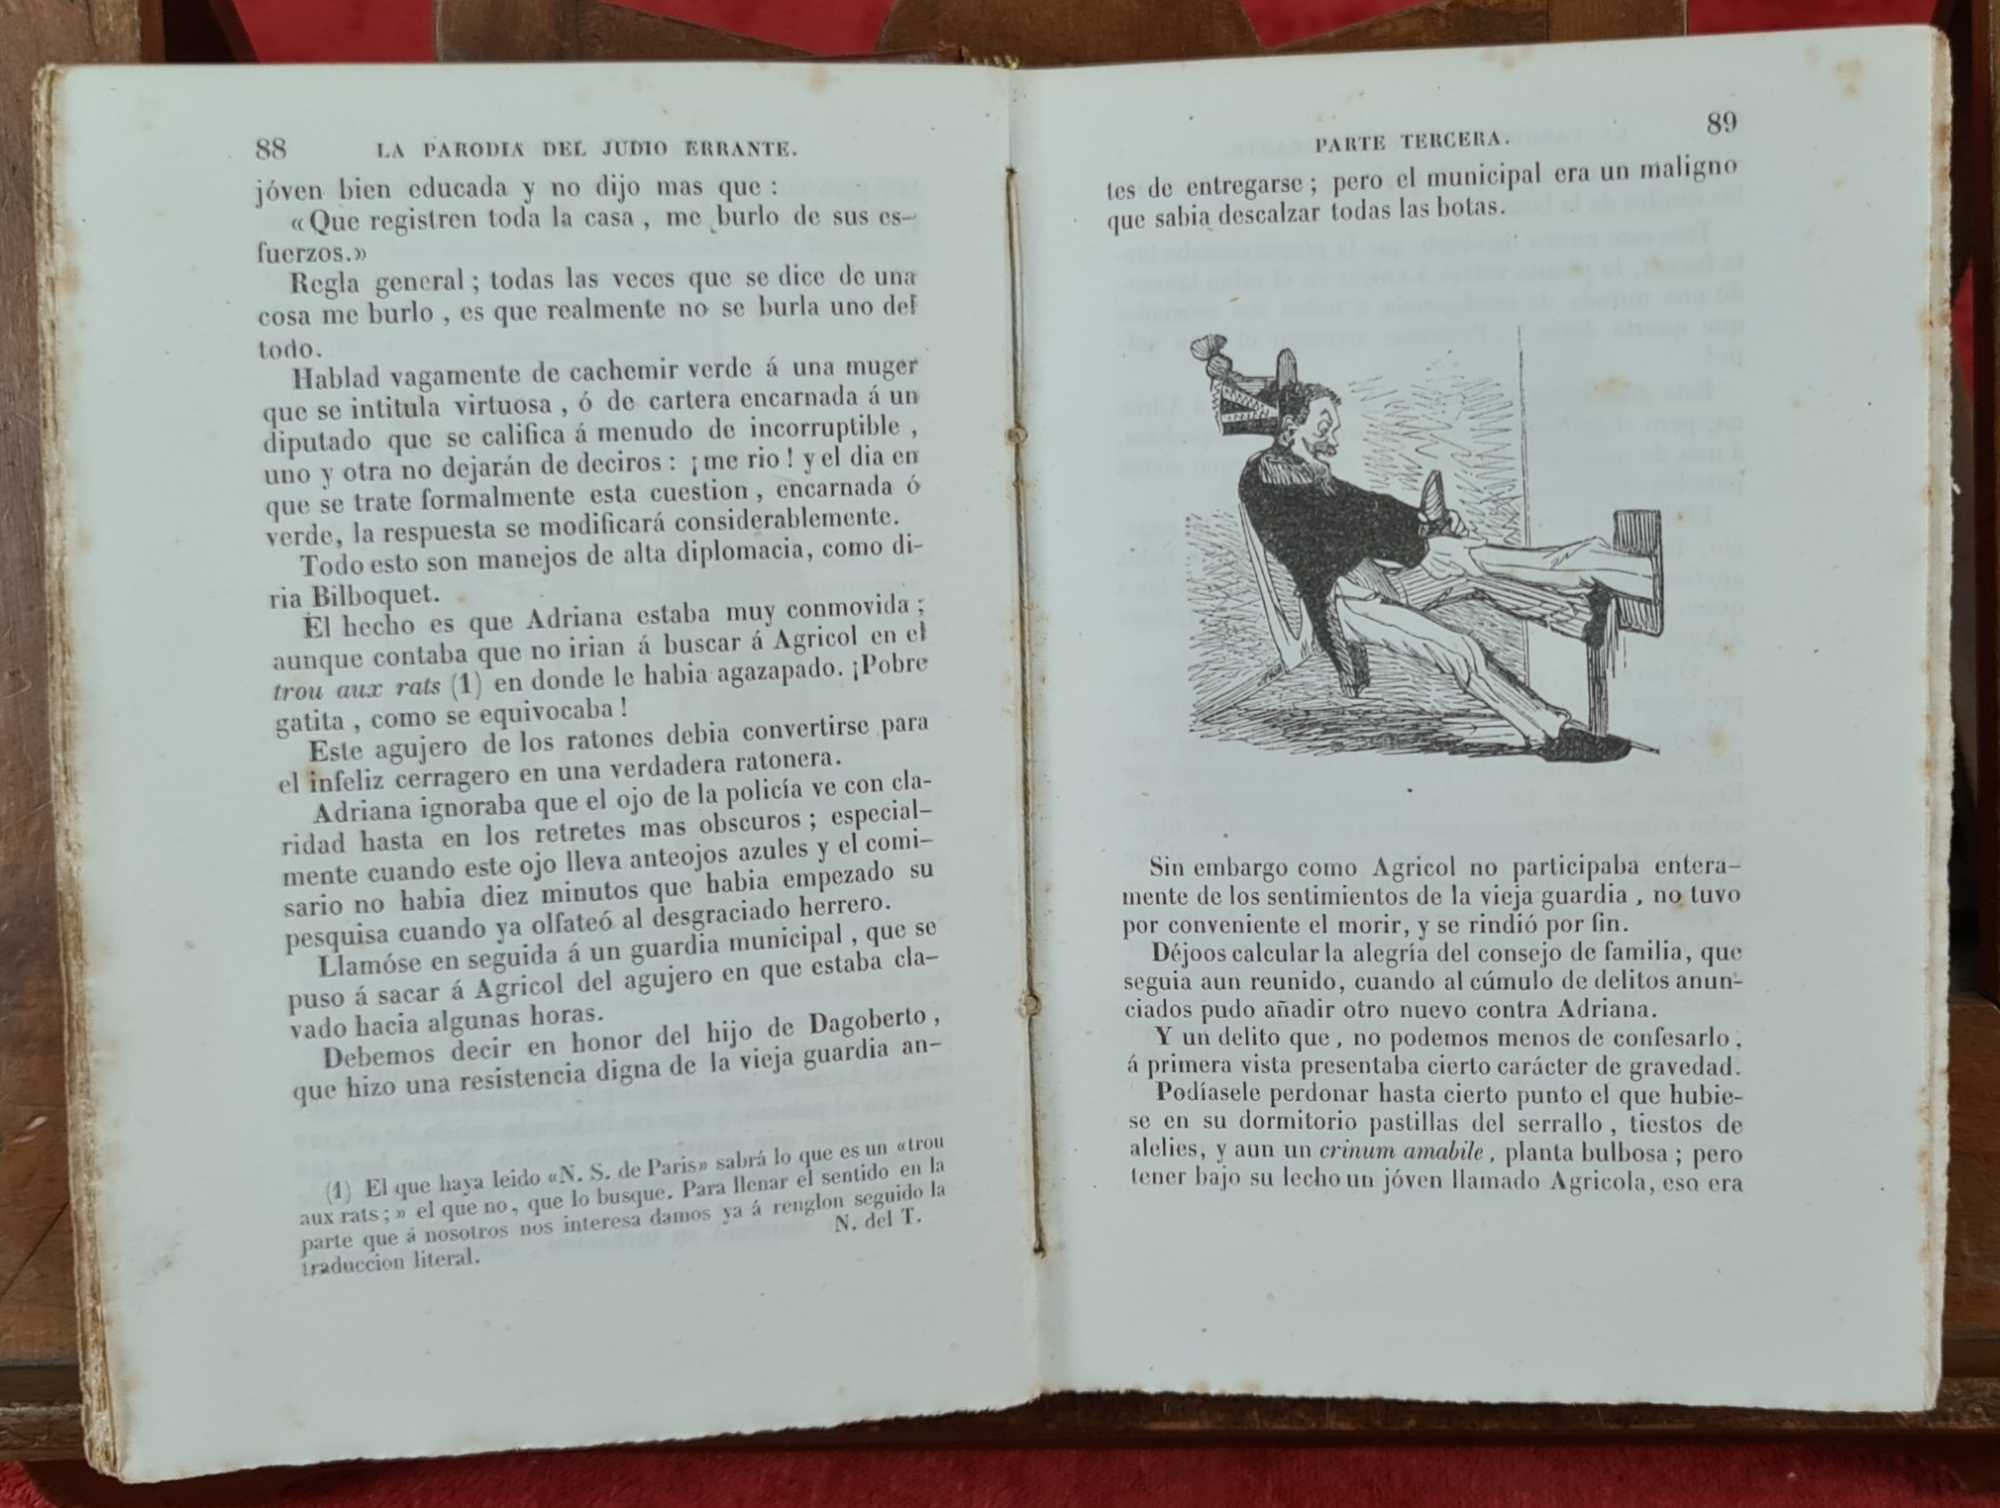 88 LA PARODIA DEL JUDIO ERRANTE.
jóven bien educada y no dijo mas que :
«Que registren toda la casa , me burlo de sus es-
fuerzos.»
Regla general ; todas las veces que se dice de una
cosa me burlo , es que realmente no se burla uno del
todo.
Hablad vagamente de cachemir verde á una muger
que se intitula virtuosa , ó de cartera encarnada á un
diputado que se califica á menudo de incorruptible ,
uno y otra no dejarán de deciros : ¡me rio ! y el dia en
que se trate formalmente esta cuestion , encarnada ó
verde, la respuesta se modificará considerablemente.
Todo esto son manejos de alta diplomacia, como di-
ria Bilboquet.
El hecho es que Adriana estaba muy conmovida ;
aunque contaba que no irian á buscar á Agricol en el
trou aux rats (1) en donde le habia agazapado. ¡Pobre
gatita , como se equivocaba !
Este agujero de los ratones debia convertirse para
el infeliz cerragero en una verdadera ratonera.
Adriana ignoraba que el ojo de la policía ve con cla-
ridad hasta en los retretes mas obscuros ; especial-
mente cuando este ojo lleva anteojos azules y el comi-
sario no habia diez minutos que habia empezado su
pesquisa cuando ya olfateó al desgraciado herrero.
Llamóse en seguida á un guardia municipal , que se
puso á sacar á Agricol del agujero en que estaba cla-
vado hacia algunas horas.
Debemos decir en honor del hijo de Dagoberto ,
que hizo una resistencia digna de la vieja guardia an-
(1) El que haya leido «N. S. de Paris» sabrá lo que es un «trou
aux rats ;» el que no , que lo busque. Para llenar el sentido en la
parte que á nosotros nos interesa damos ya á renglon seguido la
traduccion literal.
N. del T.
PARTE TERCERA. 89
tes de entregarse ; pero el municipal era un maligno
que sabia descalzar todas las botas.
Sin embargo como Agricol no participaba entera-
mente de los sentimientos de la vieja guardia , no tuvo
por conveniente el morir, y se rindió por fin.
Déjoos calcular la alegría del consejo de familia, que
seguia aun reunido, cuando al cúmulo de delitos anun-
ciados pudo añadir otro nuevo contra Adriana.
Y un delito que , no podemos menos de confesarlo ,
á primera vista presentaba cierto carácter de gravedad.
Podíasele perdonar hasta cierto punto el que hubie-
se en su dormitorio pastillas del serrallo , tiestos de
alelies, y aun un crinum amabile , planta bulbosa ; pero
tener bajo su lecho un jóven llamado Agricola, eso era